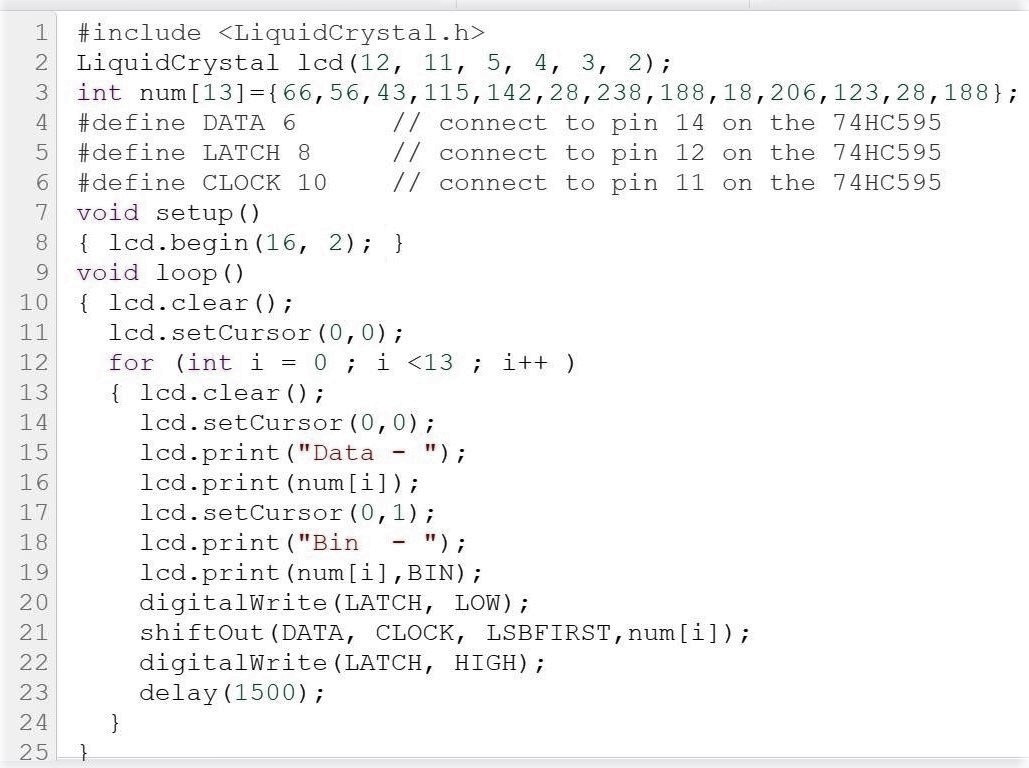 1 #include <LiquidCrystal.h>
2 LiquidCrystal lcd(12, 11, 5, 4, 3, 2);
3 int num[13]={66,56,43,115,142,28,238,188,18,206,123,28,188};
4 #define DATA 6      // connect to pin 14 on the 74HC595
5 #define LATCH 8     // connect to pin 12 on the 74HC595
6 #define CLOCK 10    // connect to pin 11 on the 74HC595
7 void setup()
8 { lcd.begin(16, 2); }
9 void loop()
10 { lcd.clear();
11   lcd.setCursor(0,0);
12   for (int i = 0 ; i <13 ; i++ )
13   { lcd.clear();
14     lcd.setCursor(0,0);
15     lcd.print("Data - ");
16     lcd.print(num[i]);
17     lcd.setCursor(0,1);
18     lcd.print("Bin  - ");
19     lcd.print(num[i],BIN);
20     digitalWrite(LATCH, LOW);
21     shiftOut(DATA, CLOCK, LSBFIRST,num[i]);
22     digitalWrite(LATCH, HIGH);
23     delay(1500);
24   }
25 }